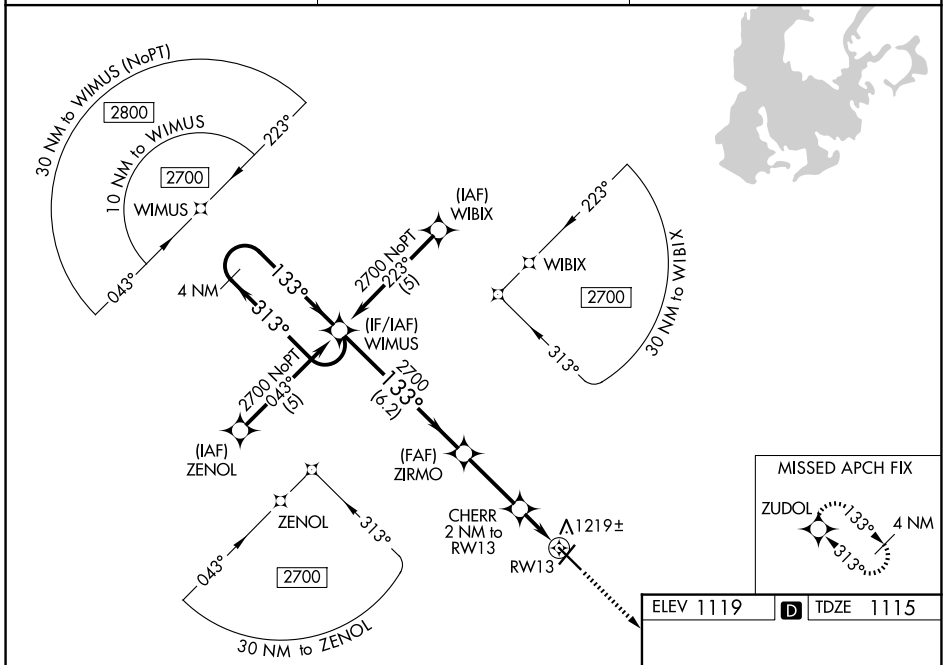 30 NM to WIMUS (NoPT)
2800
10 NM to WIMUS
2700
223°
WIMUS
043°
(IAF)
WIBIX
2700 NoPT
223°
(5)
223°
WIBIX
2700
30 NM to WIBIX
313°
4 NM
133°
313°
(IF/IAF)
WIMUS
2700 NoPT
043°
(5)
2700
133°
(6.2)
(IAF)
ZENOL
(FAF)
ZIRMO
ZENOL
043°
313°
2700
30 NM to ZENOL
CHERR
2 NM to
RW13
1219±
RW13
MISSED APCH FIX
ZUDOL
133°
4 NM
313°
ELEV 1119 D TDZE 1115